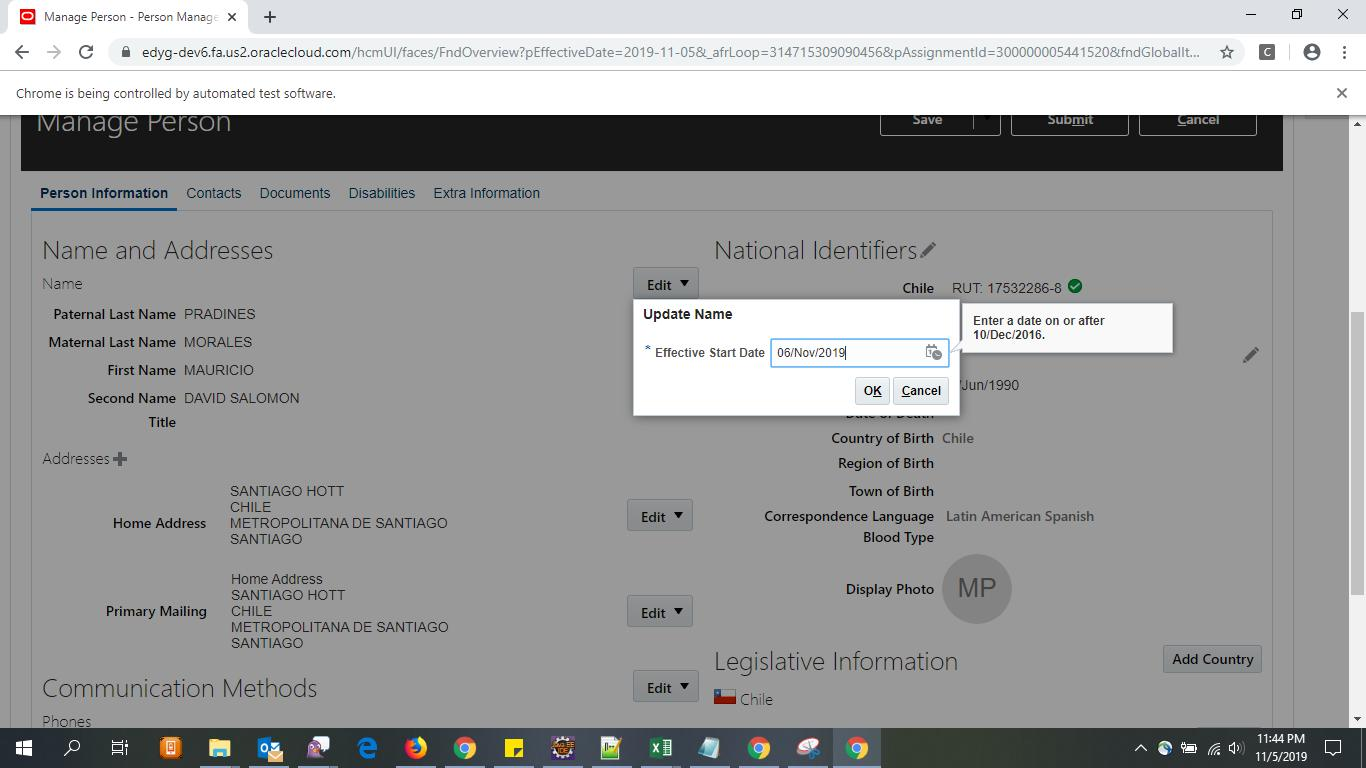 Manage Person - Person Manage
edyg-dev6.fa.us2.oraclecloud.com/hcmUI/faces/FndOverview?pEffectiveDate=2019-11-05&_afrLoop=314715309090456&pAssignmentId=300000005441520&fndGlobalIt...
C
Chrome is being controlled by automated test software.
Manage Person
Save
Submit
Cancel
Person Information Contacts Documents Disabilities Extra Information
Name and Addresses
Name
Edit
Paternal Last Name PRADINES
Maternal Last Name MORALES
First Name MAURICIO
Second Name DAVID SALOMON
Title
Addresses
Home Address
SANTIAGO HOTT
CHILE
METROPOLITANA DE SANTIAGO
SANTIAGO
Edit
Primary Mailing
Home Address
SANTIAGO HOTT
CHILE
METROPOLITANA DE SANTIAGO
SANTIAGO
Edit
Communication Methods
Edit
Phones
National Identifiers
Chile RUT: 17532286-8
Update Name
* Effective Start Date 06/Nov/2019
OK Cancel
Enter a date on or after
10/Dec/2016.
/Jun/1990
Date of Death
Country of Birth Chile
Region of Birth
Town of Birth
Correspondence Language Latin American Spanish
Blood Type
Display Photo MP
Legislative Information
Add Country
Chile
11:44 PM
11/5/2019